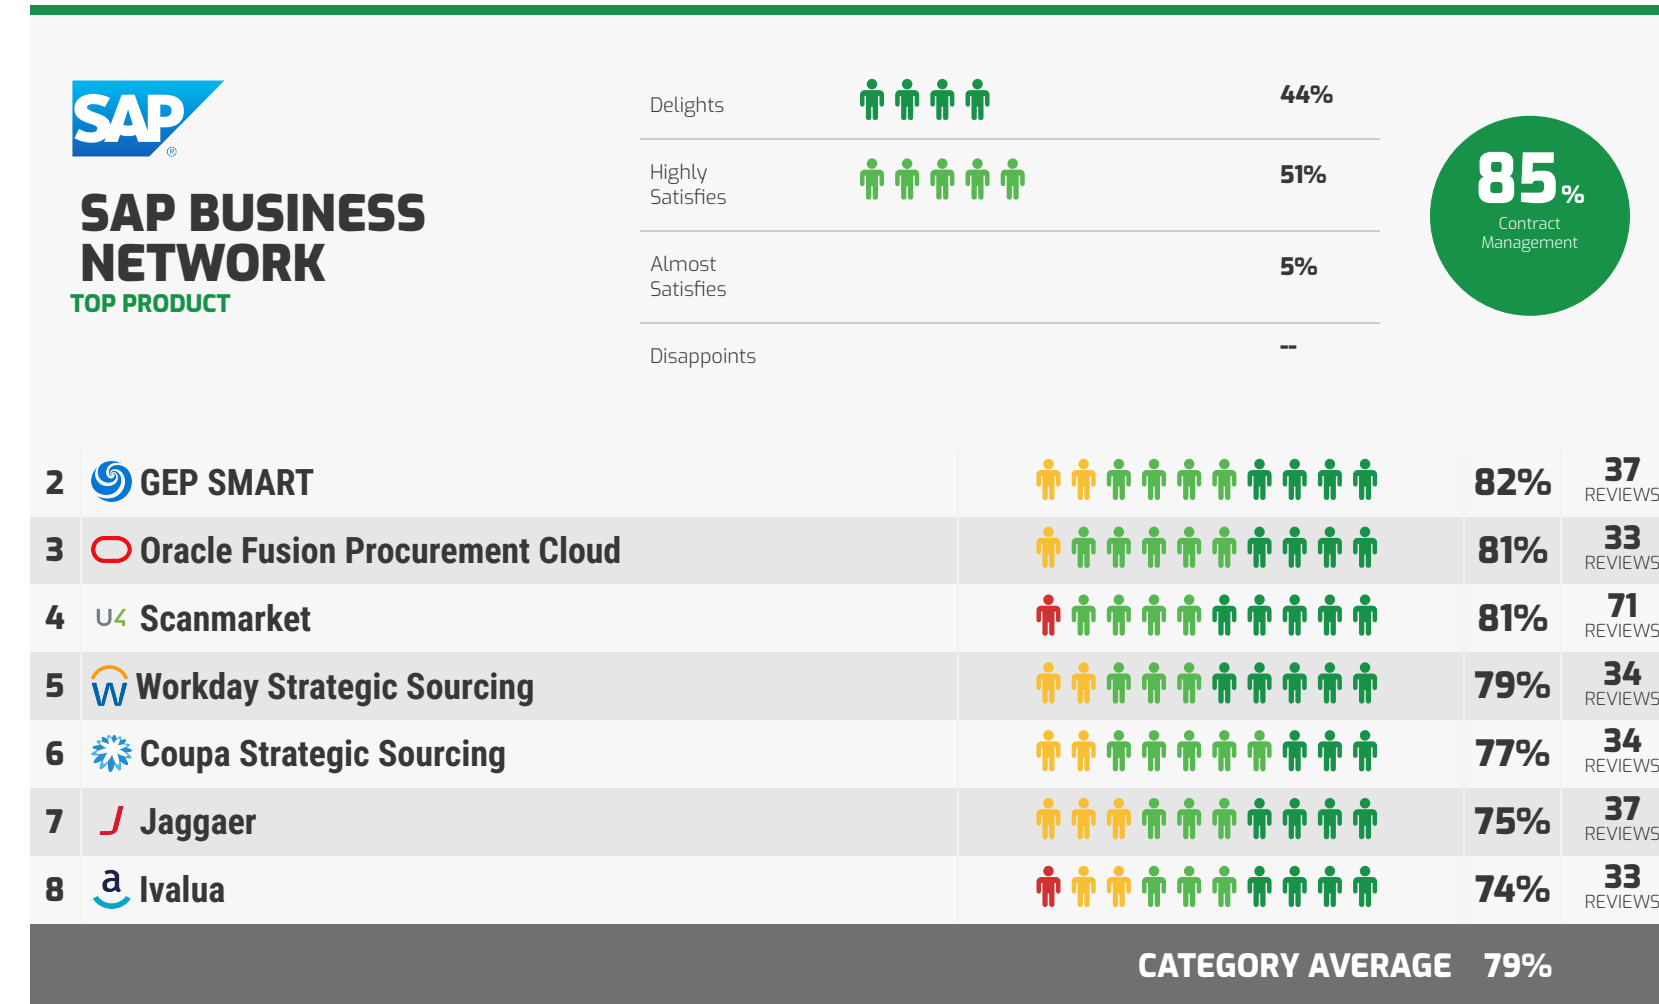 SAP
®
SAP BUSINESS
NETWORK
TOP PRODUCT
Delights 44%
Highly
Satisfies 51%
Almost
Satisfies 5%
Disappoints --
85%
Contract
Management
2 GEP SMART 82% 37 REVIEWS
3 Oracle Fusion Procurement Cloud 81% 33 REVIEWS
4 U4 Scanmarket 81% 71 REVIEWS
5 W Workday Strategic Sourcing 79% 34 REVIEWS
6 Coupa Strategic Sourcing 77% 34 REVIEWS
7 J Jaggaer 75% 37 REVIEWS
8 a Ivalua 74% 33 REVIEWS
CATEGORY AVERAGE 79%